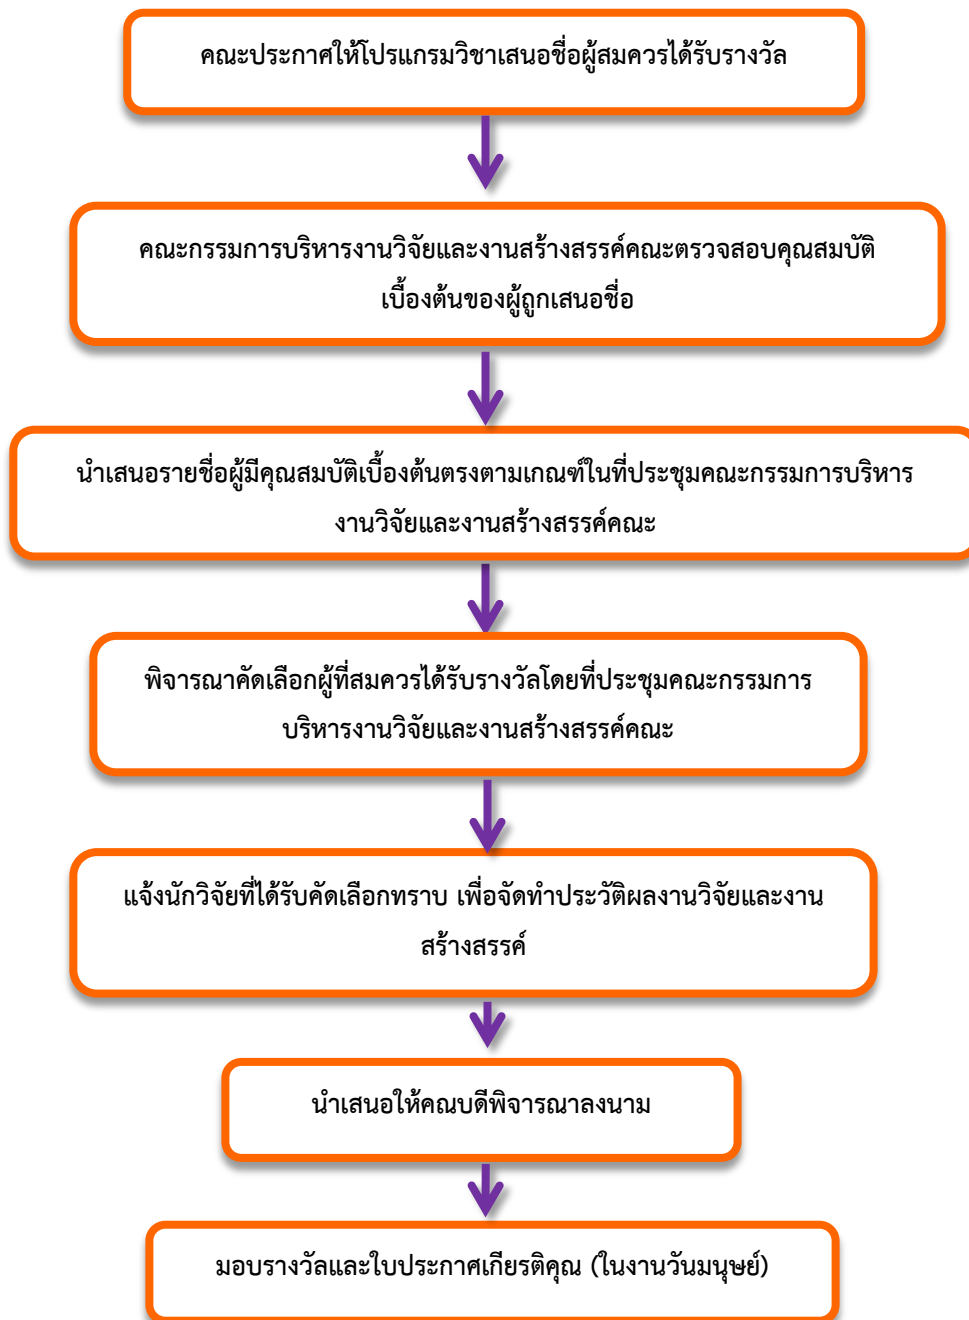 คณะประกาศให้โปรแกรมวิชาเสนอชื่อผู้สมควรได้รับรางวัล
คณะกรรมการบริหารงานวิจัยและงานสร้างสรรค์คณะตรวจสอบคุณสมบัติ
เบื้องต้นของผู้ถูกเสนอชื่อ
นำเสนอรายชื่อผู้มีคุณสมบัติเบื้องต้นตรงตามเกณฑ์ในที่ประชุมคณะกรรมการบริหาร
งานวิจัยและงานสร้างสรรค์คณะ
พิจารณาคัดเลือกผู้ที่สมควรได้รับรางวัลโดยที่ประชุมคณะกรรมการ
บริหารงานวิจัยและงานสร้างสรรค์คณะ
แจ้งนักวิจัยที่ได้รับคัดเลือกทราบ เพื่อจัดทำประวัติผลงานวิจัยและงาน
สร้างสรรค์
นำเสนอให้คณบดีพิจารณาลงนาม
มอบรางวัลและใบประกาศเกียรติคุณ (ในงานวันมนุษย์)